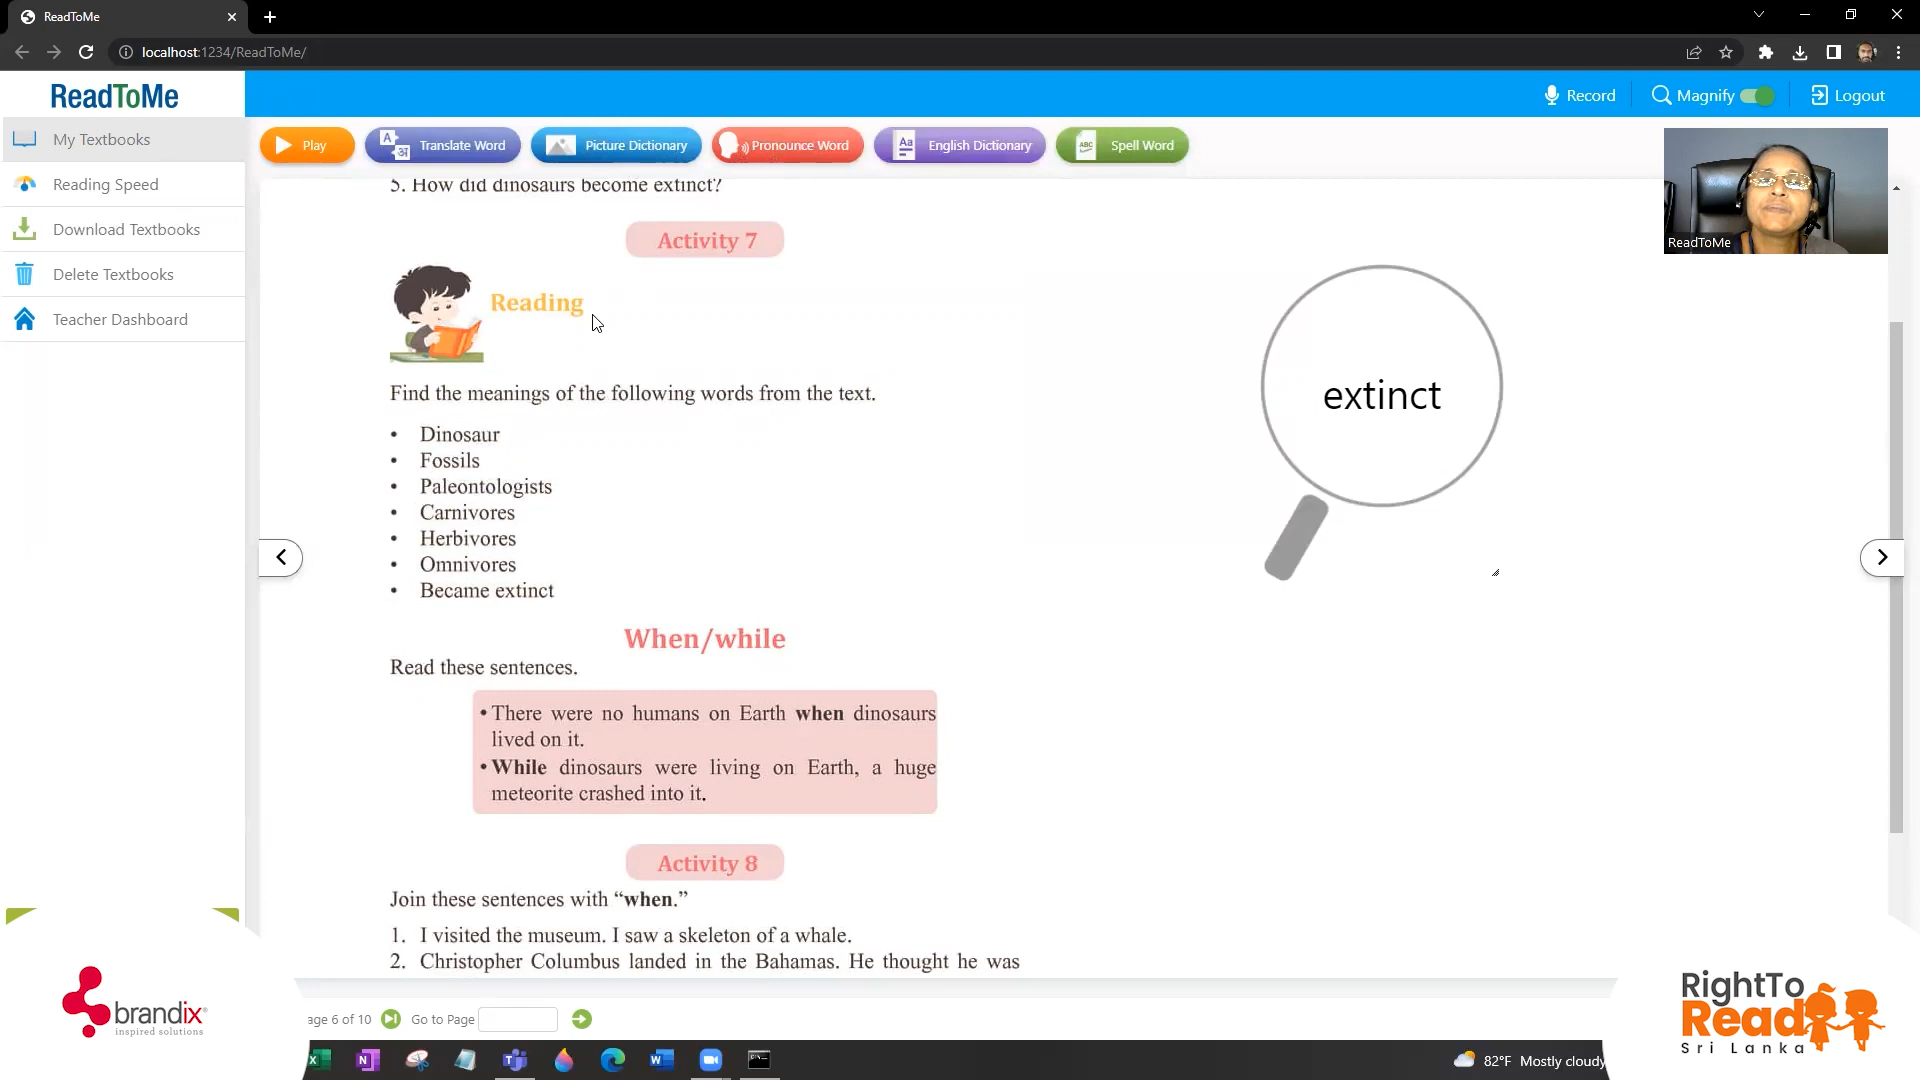 ReadToMe
localhost:1234/ReadToMe/
ReadToMe
Record
Magnify
Logout
My Textbooks
Reading Speed
Download Textbooks
Delete Textbooks
Teacher Dashboard
Play
Translate Word
Picture Dictionary
Pronounce Word
English Dictionary
Spell Word
5. How did dinosaurs become extinct?
Activity 7
Reading
Find the meanings of the following words from the text.
• Dinosaur
• Fossils
• Paleontologists
• Carnivores
• Herbivores
• Omnivores
• Became extinct
When/while
Read these sentences.
• There were no humans on Earth when dinosaurs
lived on it.
• While dinosaurs were living on Earth, a huge
meteorite crashed into it.
Activity 8
Join these sentences with “when.”
1. I visited the museum. I saw a skeleton of a whale.
2. Christopher Columbus landed in the Bahamas. He thought he was
extinct
ReadToMe
age 6 of 10
Go to Page
82°F Mostly cloudy
brandix
inspired solutions
RightTo
Read
Sri Lanka